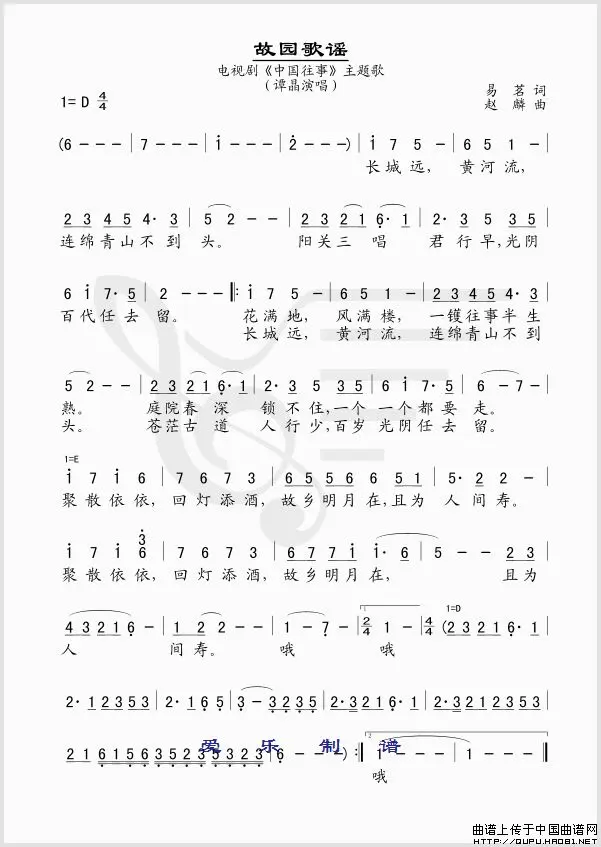 故园歌谣
电视剧《中国往事》主题歌
(谭晶演唱)
1=D 4/4
易 茗 词
赵 麟 曲
(6 - - - | 7 - - - | i - - - | 2 - - -) | i 7 5 - | 6 5 1 - |
长城远, 黄河流,
2 3 4 5 4· 3 | 5 2 - - | 2 3 2 1 6· 1 | 2· 3 5 3 5 |
连绵青山不到 头。 阳关三 唱 君行早,光阴
6 i 7· 5 | 2 - - - ‖: i 7 5 - | 6 5 1 - | 2 3 4 5 4· 3 |
百代任去 留。 花满地, 风满楼, 一镬往事半生
长城远, 黄河流, 连绵青山不到
5 2 - - | 2 3 2 1 6· 1 | 2· 3 5 3 5 | 6 i 7· 5 | 6 - 7 - |
熟。 庭院春深 锁不住,一个 一个都要 走。
头。 苍茫古道 人行少,百岁 光阴任去 留。
1=E
i 7 i 6 | 7 6 7 3 | 5 6 5 6 6 5 1 | 5· 2 2 - |
聚散依依, 回灯添酒, 故乡明月在,且为 人间寿。
i 7 i 6 3 | 7 6 7 3 | 5 6 7 7 i | i· 6 | 5 - - 2 3 |
聚散依依, 回灯添酒, 故乡明月在, 且为
4 3 2 1 6 - | 1 2 2 - - | 1 - 7 - | 2/4 1 - | 4/4 (2 3 2 1 6· 1 |
1.
1=D
人 间寿。 哦 哦
2· 1 2 3 5 3 | 2· 1 6 5 | 3 - 3 2 3 5 | 2· 3 2 1 6· 1 | 2· 1 2 3 5 |
2 1 6 1 5 6 3 5 2 3 5 3 2 3 | 6 - - -) :‖ 1 - - - | 1 - - - ‖
2.
爱 乐 制 谱
哦
曲谱上传于中国曲谱网
HTTP://QUPU.HAO81.NET